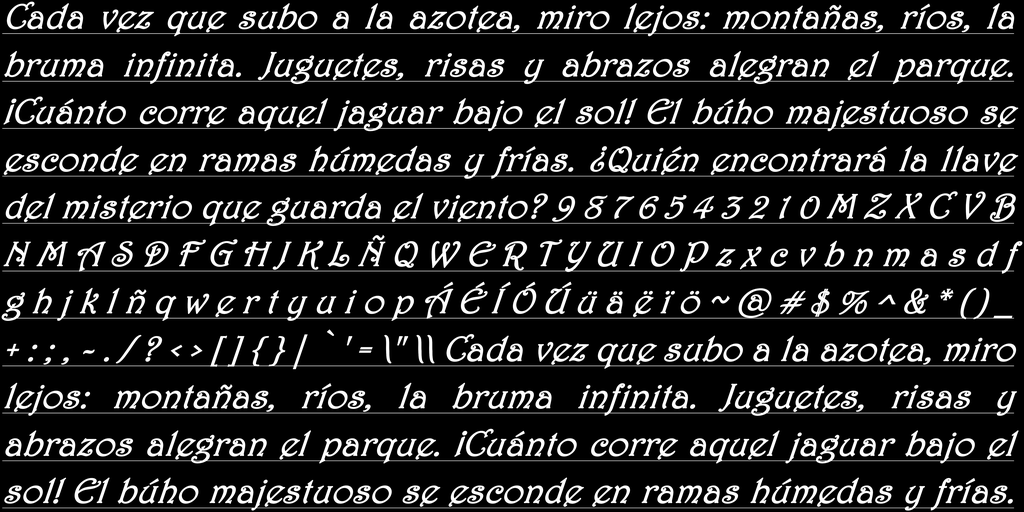 Cada vez que subo a la azotea, miro lejos: montañas, ríos, la
bruma infinita. Juguetes, risas y abrazos alegran el parque.
¡Cuánto corre aquel jaguar bajo el sol! El búho majestuoso se
esconde en ramas húmedas y frías. ¿Quién encontrará la llave
del misterio que guarda el viento? 9 8 7 6 5 4 3 2 1 0 M Z X C V B
N M A S D F G H J K L Ñ Q W E R T Y U I O P z x c v b n m a s d f
g h j k l ñ q w e r t y u i o p Á É Í Ó Ú ü ä ë ï ö ~ @ # $ % ^ & * ( ) _
+ : ; , - . / ? < > [ ] { } | ` ' = \" \\ Cada vez que subo a la azotea, miro
lejos: montañas, ríos, la bruma infinita. Juguetes, risas y
abrazos alegran el parque. ¡Cuánto corre aquel jaguar bajo el
sol! El búho majestuoso se esconde en ramas húmedas y frías.